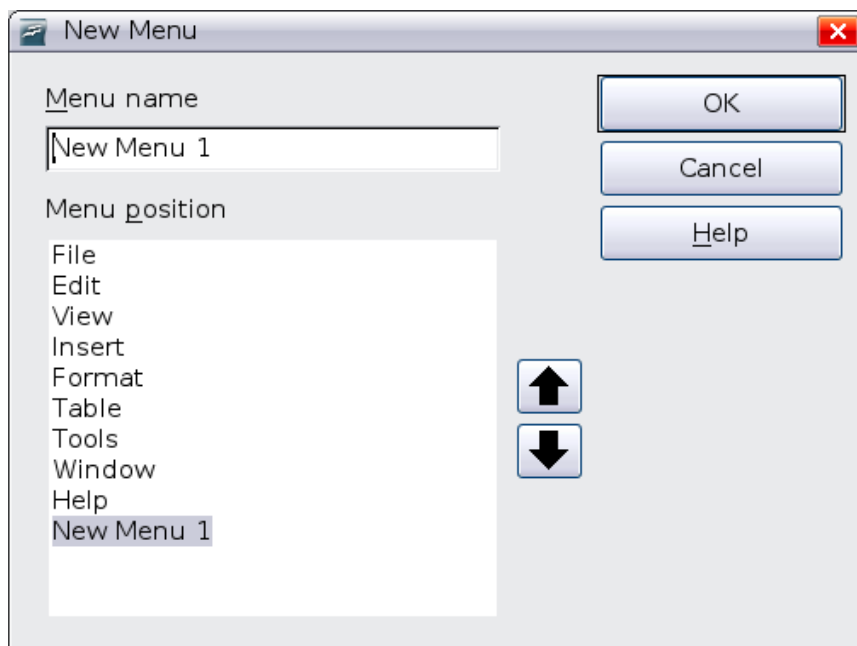 New Menu
Menu name
New Menu 1
Menu position
File
Edit
View
Insert
Format
Table
Tools
Window
Help
New Menu 1
OK
Cancel
Help